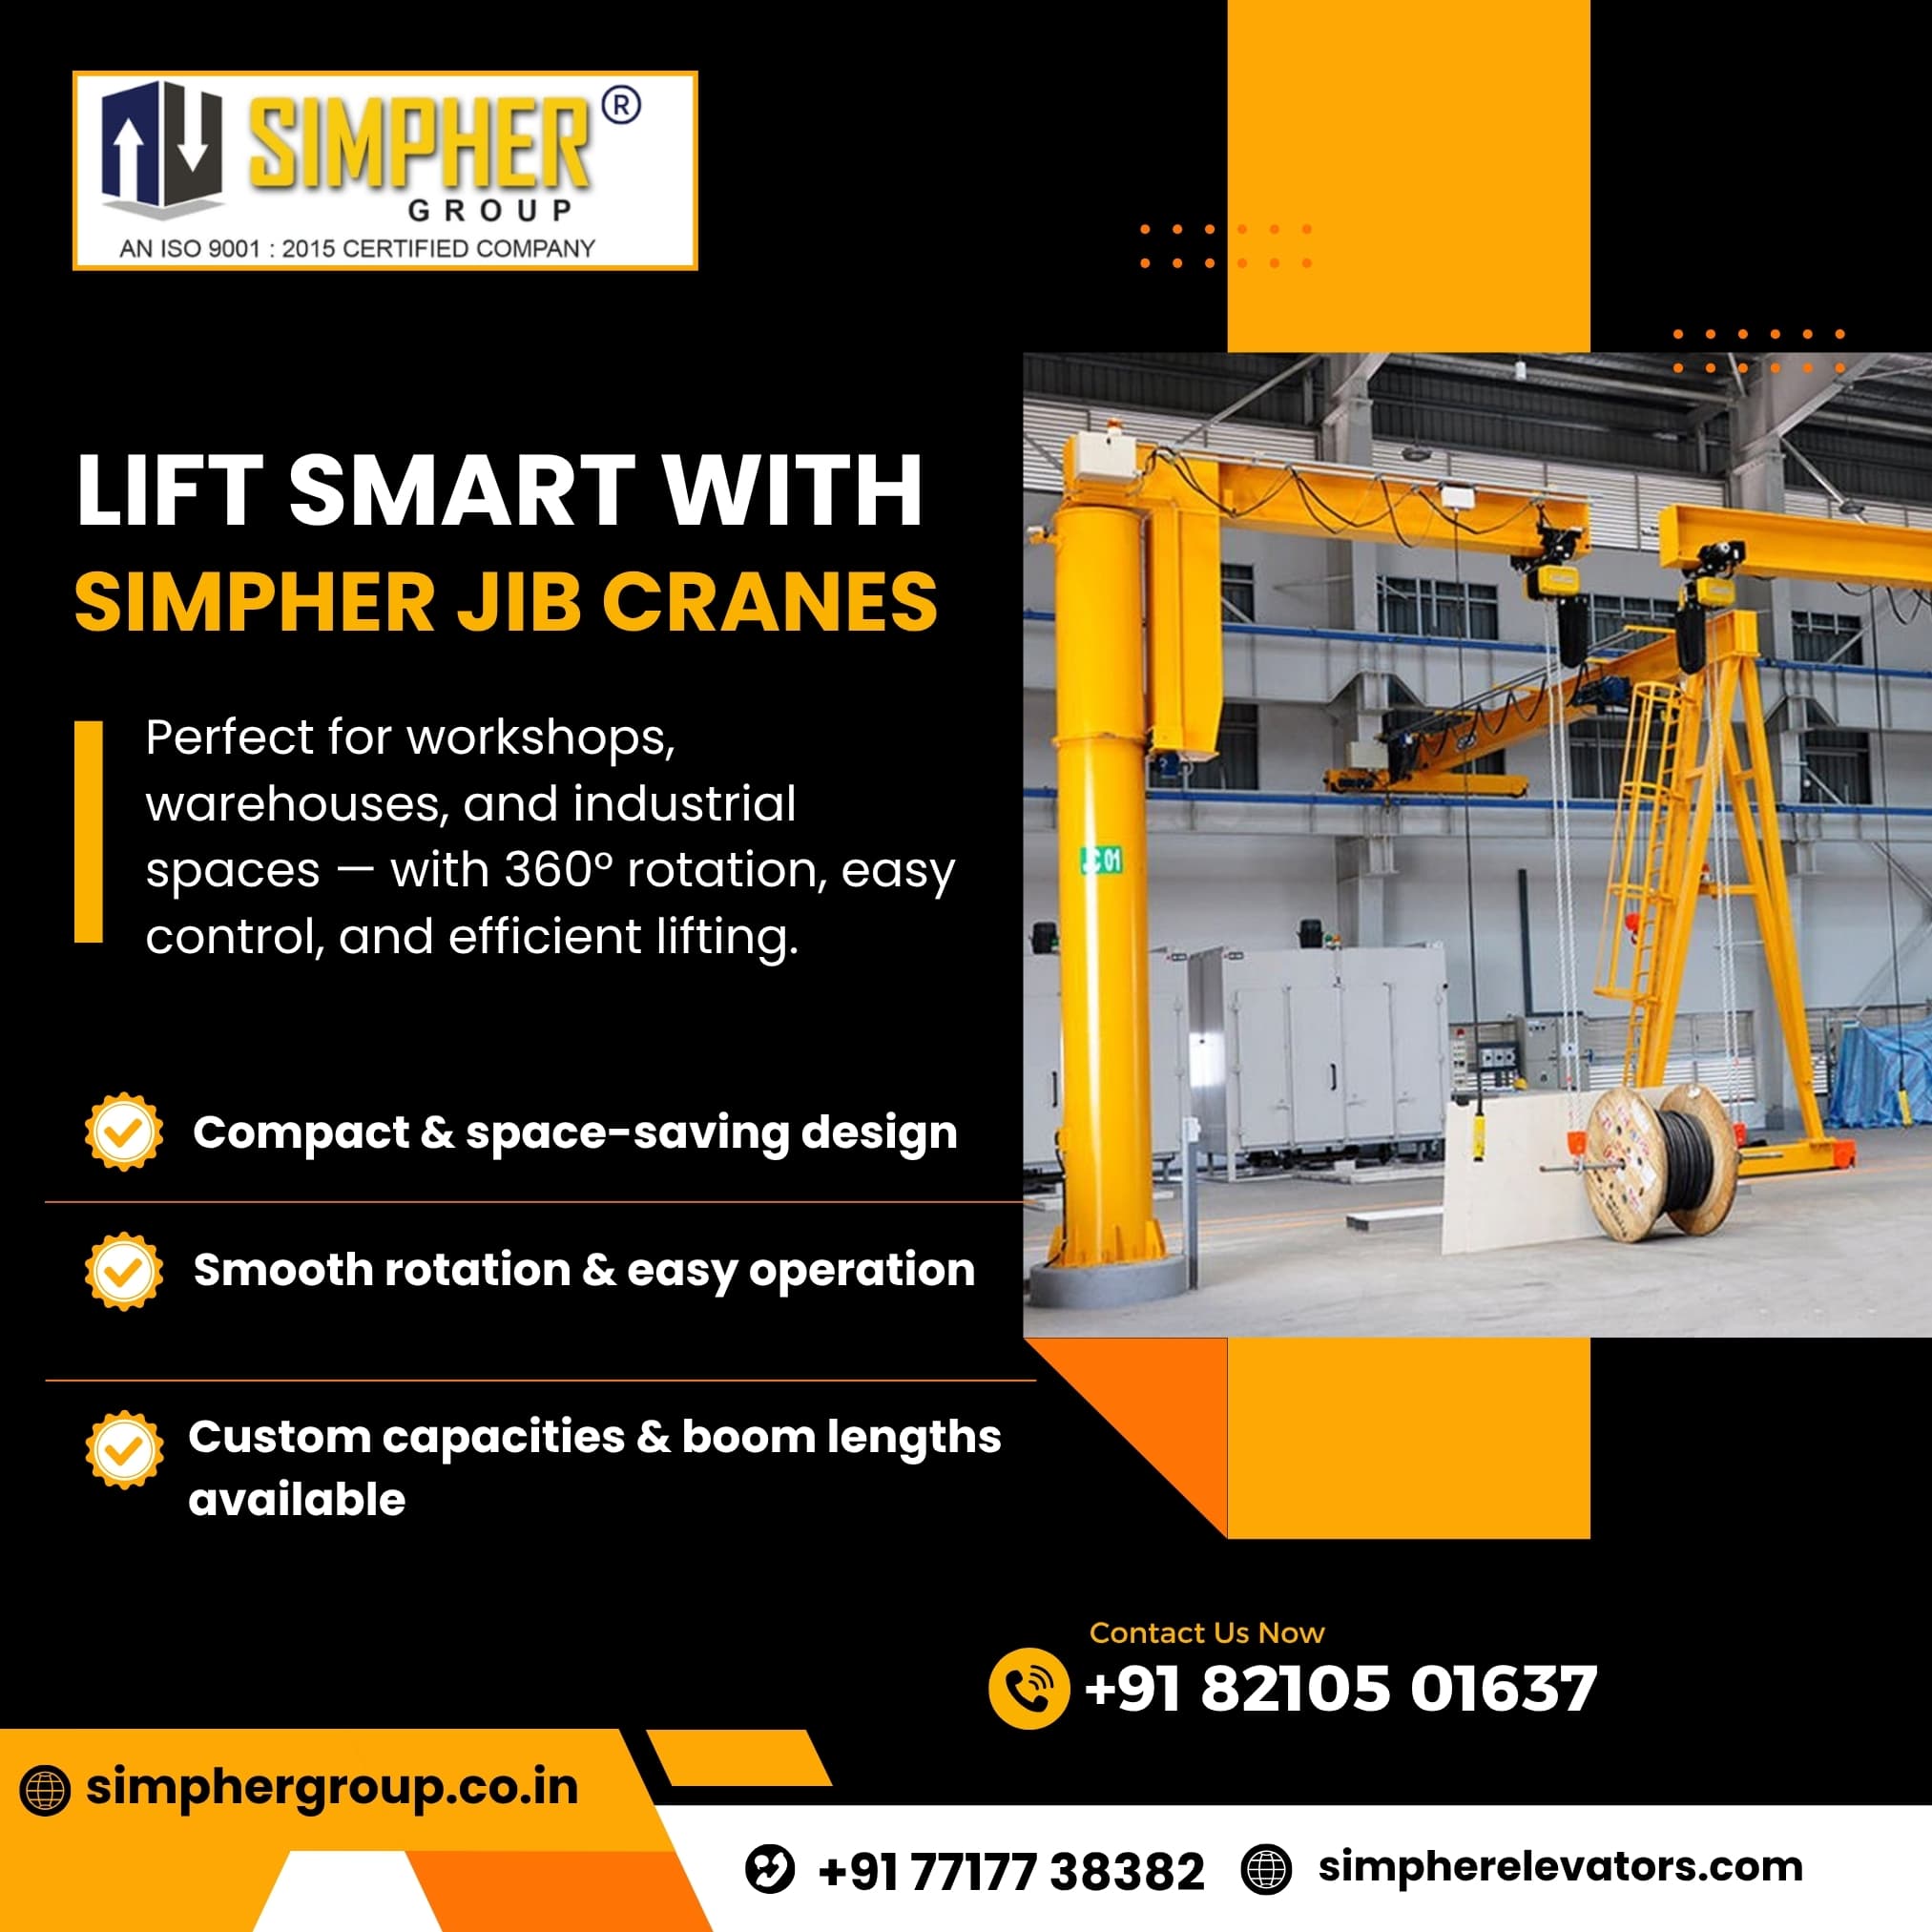 SIMPHER ®
GROUP
AN ISO 9001 : 2015 CERTIFIED COMPANY
LIFT SMART WITH
SIMPHER JIB CRANES
Perfect for workshops,
warehouses, and industrial
spaces — with 360° rotation, easy
control, and efficient lifting.
JC 01
Compact & space-saving design
Smooth rotation & easy operation
Custom capacities & boom lengths
available
Contact Us Now
+91 82105 01637
simphergroup.co.in
+91 77177 38382
simpherelevators.com